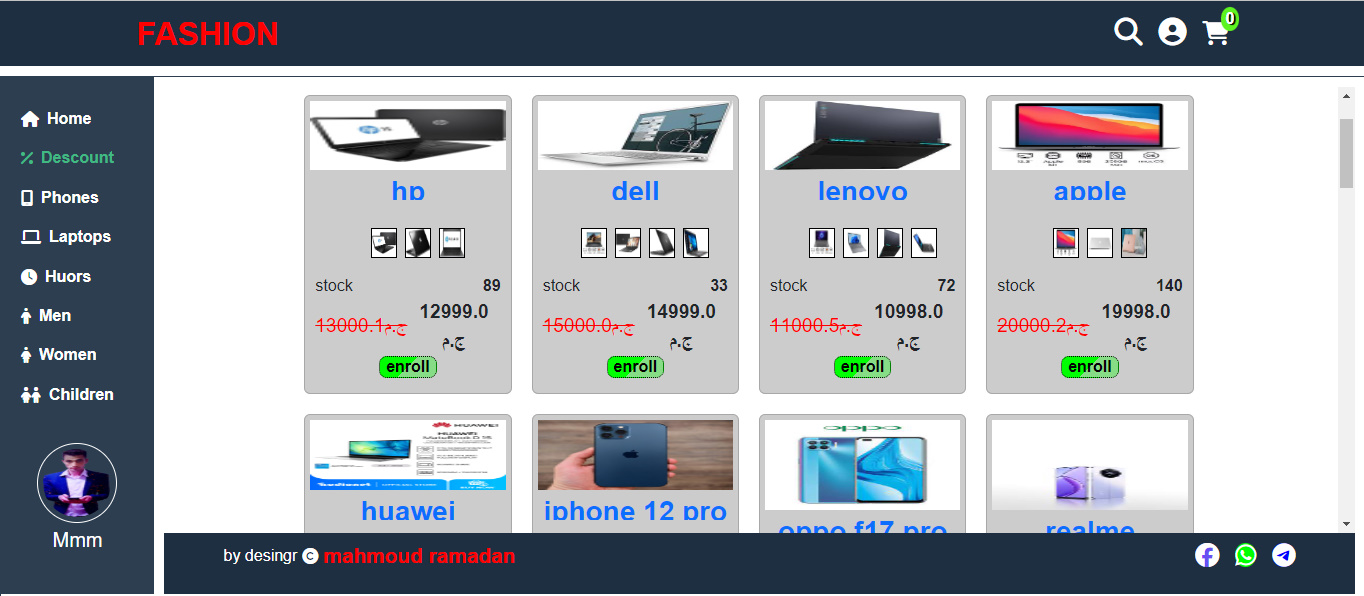 FASHION
0
Home
Descount
Phones
Laptops
Huors
Men
Women
Children
Mmm
hp
dell
lenovo
apple
stock 89
stock 33
stock 72
stock 140
13000.1ج.م 12999.0 ج.م
15000.0ج.م 14999.0 ج.م
11000.5ج.م 10998.0 ج.م
20000.2ج.م 19998.0 ج.م
enroll
enroll
enroll
enroll
HUAWEI
oppo
huawei
iphone 12 pro
oppo f17 pro
realme
by desingr © mahmoud ramadan